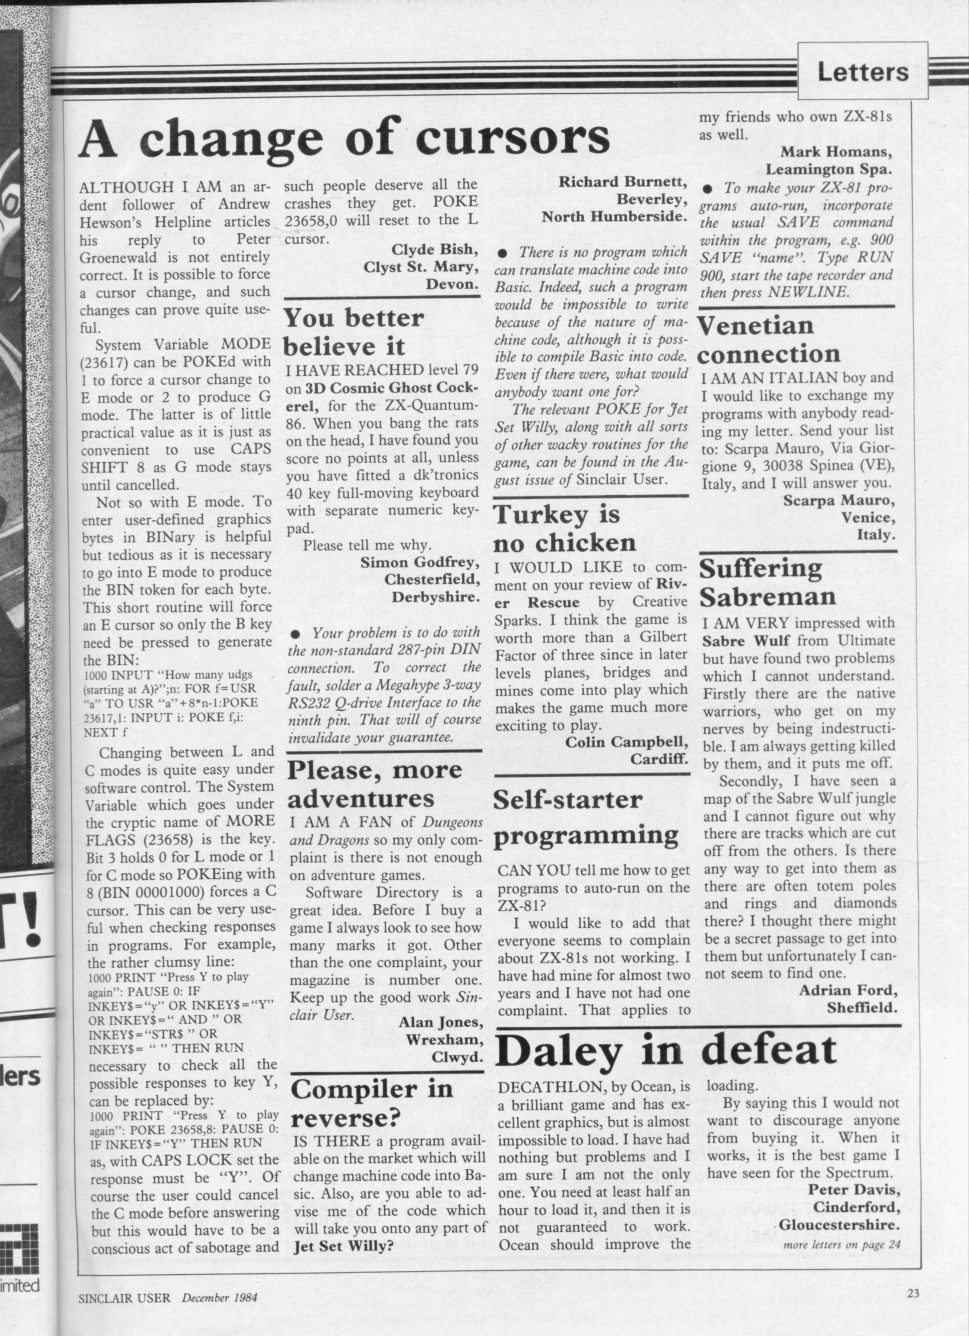 Letters
A change of cursors
ALTHOUGH I AM an ar-
dent follower of Andrew
Hewson's Helpline articles
his reply to Peter
Groenewald is not entirely
correct. It is possible to force
a cursor change, and such
changes can prove quite use-
ful.
System Variable MODE
(23617) can be POKEd with
1 to force a cursor change to
E mode or 2 to produce G
mode. The latter is of little
practical value as it is just as
convenient to use CAPS
SHIFT 8 as G mode stays
until cancelled.
Not so with E mode. To
enter user-defined graphics
bytes in BINary is helpful
but tedious as it is necessary
to go into E mode to produce
the BIN token for each byte.
This short routine will force
an E cursor so only the B key
need be pressed to generate
the BIN:
1000 INPUT "How many udgs
(starting at A)?";n: FOR f=USR
"a" TO USR "a"+8*n-1:POKE
23617,1: INPUT i: POKE f,i:
NEXT f
Changing between L and
C modes is quite easy under
software control. The System
Variable which goes under
the cryptic name of MORE
FLAGS (23658) is the key.
Bit 3 holds 0 for L mode or 1
for C mode so POKEing with
8 (BIN 00001000) forces a C
cursor. This can be very use-
ful when checking responses
in programs. For example,
the rather clumsy line:
1000 PRINT "Press Y to play
again": PAUSE 0: IF
INKEY$="y" OR INKEY$="Y"
OR INKEY$=" AND " OR
INKEY$="STR$ " OR
INKEY$= " " THEN RUN
necessary to check all the
possible responses to key Y,
can be replaced by:
1000 PRINT "Press Y to play
again": POKE 23658,8: PAUSE 0:
IF INKEY$="Y" THEN RUN
as, with CAPS LOCK set the
response must be "Y". Of
course the user could cancel
the C mode before answering
but this would have to be a
conscious act of sabotage and
such people deserve all the
crashes they get. POKE
23658,0 will reset to the L
cursor.
Clyde Bish,
Clyst St. Mary,
Devon.
You better
believe it
I HAVE REACHED level 79
on 3D Cosmic Ghost Cock-
erel, for the ZX-Quantum-
86. When you bang the rats
on the head, I have found you
score no points at all, unless
you have fitted a dk'tronics
40 key full-moving keyboard
with separate numeric key-
pad.
Please tell me why.
Simon Godfrey,
Chesterfield,
Derbyshire.
● Your problem is to do with
the non-standard 287-pin DIN
connection. To correct the
fault, solder a Megahype 3-way
RS232 Q-drive Interface to the
ninth pin. That will of course
invalidate your guarantee.
Please, more
adventures
I AM A FAN of Dungeons
and Dragons so my only com-
plaint is there is not enough
on adventure games.
Software Directory is a
great idea. Before I buy a
game I always look to see how
many marks it got. Other
than the one complaint, your
magazine is number one.
Keep up the good work Sin-
clair User.
Alan Jones,
Wrexham,
Clwyd.
Compiler in
reverse?
IS THERE a program avail-
able on the market which will
change machine code into Ba-
sic. Also, are you able to ad-
vise me of the code which
will take you onto any part of
Jet Set Willy?
Richard Burnett,
Beverley,
North Humberside.
● There is no program which
can translate machine code into
Basic. Indeed, such a program
would be impossible to write
because of the nature of ma-
chine code, although it is poss-
ible to compile Basic into code.
Even if there were, what would
anybody want one for?
The relevant POKE for Jet
Set Willy, along with all sorts
of other wacky routines for the
game, can be found in the Au-
gust issue of Sinclair User.
Turkey is
no chicken
I WOULD LIKE to com-
ment on your review of Riv-
er Rescue by Creative
Sparks. I think the game is
worth more than a Gilbert
Factor of three since in later
levels planes, bridges and
mines come into play which
makes the game much more
exciting to play.
Colin Campbell,
Cardiff.
Self-starter
programming
CAN YOU tell me how to get
programs to auto-run on the
ZX-81?
I would like to add that
everyone seems to complain
about ZX-81s not working. I
have had mine for almost two
years and I have not had one
complaint. That applies to
my friends who own ZX-81s
as well.
Mark Homans,
Leamington Spa.
● To make your ZX-81 pro-
grams auto-run, incorporate
the usual SAVE command
within the program, e.g. 900
SAVE "name". Type RUN
900, start the tape recorder and
then press NEWLINE.
Venetian
connection
I AM AN ITALIAN boy and
I would like to exchange my
programs with anybody read-
ing my letter. Send your list
to: Scarpa Mauro, Via Gior-
gione 9, 30038 Spinea (VE),
Italy, and I will answer you.
Scarpa Mauro,
Venice,
Italy.
Suffering
Sabreman
I AM VERY impressed with
Sabre Wulf from Ultimate
but have found two problems
which I cannot understand.
Firstly there are the native
warriors, who get on my
nerves by being indestructi-
ble. I am always getting killed
by them, and it puts me off.
Secondly, I have seen a
map of the Sabre Wulf jungle
and I cannot figure out why
there are tracks which are cut
off from the others. Is there
any way to get into them as
there are often totem poles
and rings and diamonds
there? I thought there might
be a secret passage to get into
them but unfortunately I can-
not seem to find one.
Adrian Ford,
Sheffield.
Daley in defeat
DECATHLON, by Ocean, is
a brilliant game and has ex-
cellent graphics, but is almost
impossible to load. I have had
nothing but problems and I
am sure I am not the only
one. You need at least half an
hour to load it, and then it is
not guaranteed to work.
Ocean should improve the
loading.
By saying this I would not
want to discourage anyone
from buying it. When it
works, it is the best game I
have seen for the Spectrum.
Peter Davis,
Cinderford,
Gloucestershire.
more letters on page 24
T!
lers
imited
SINCLAIR USER December 1984
23